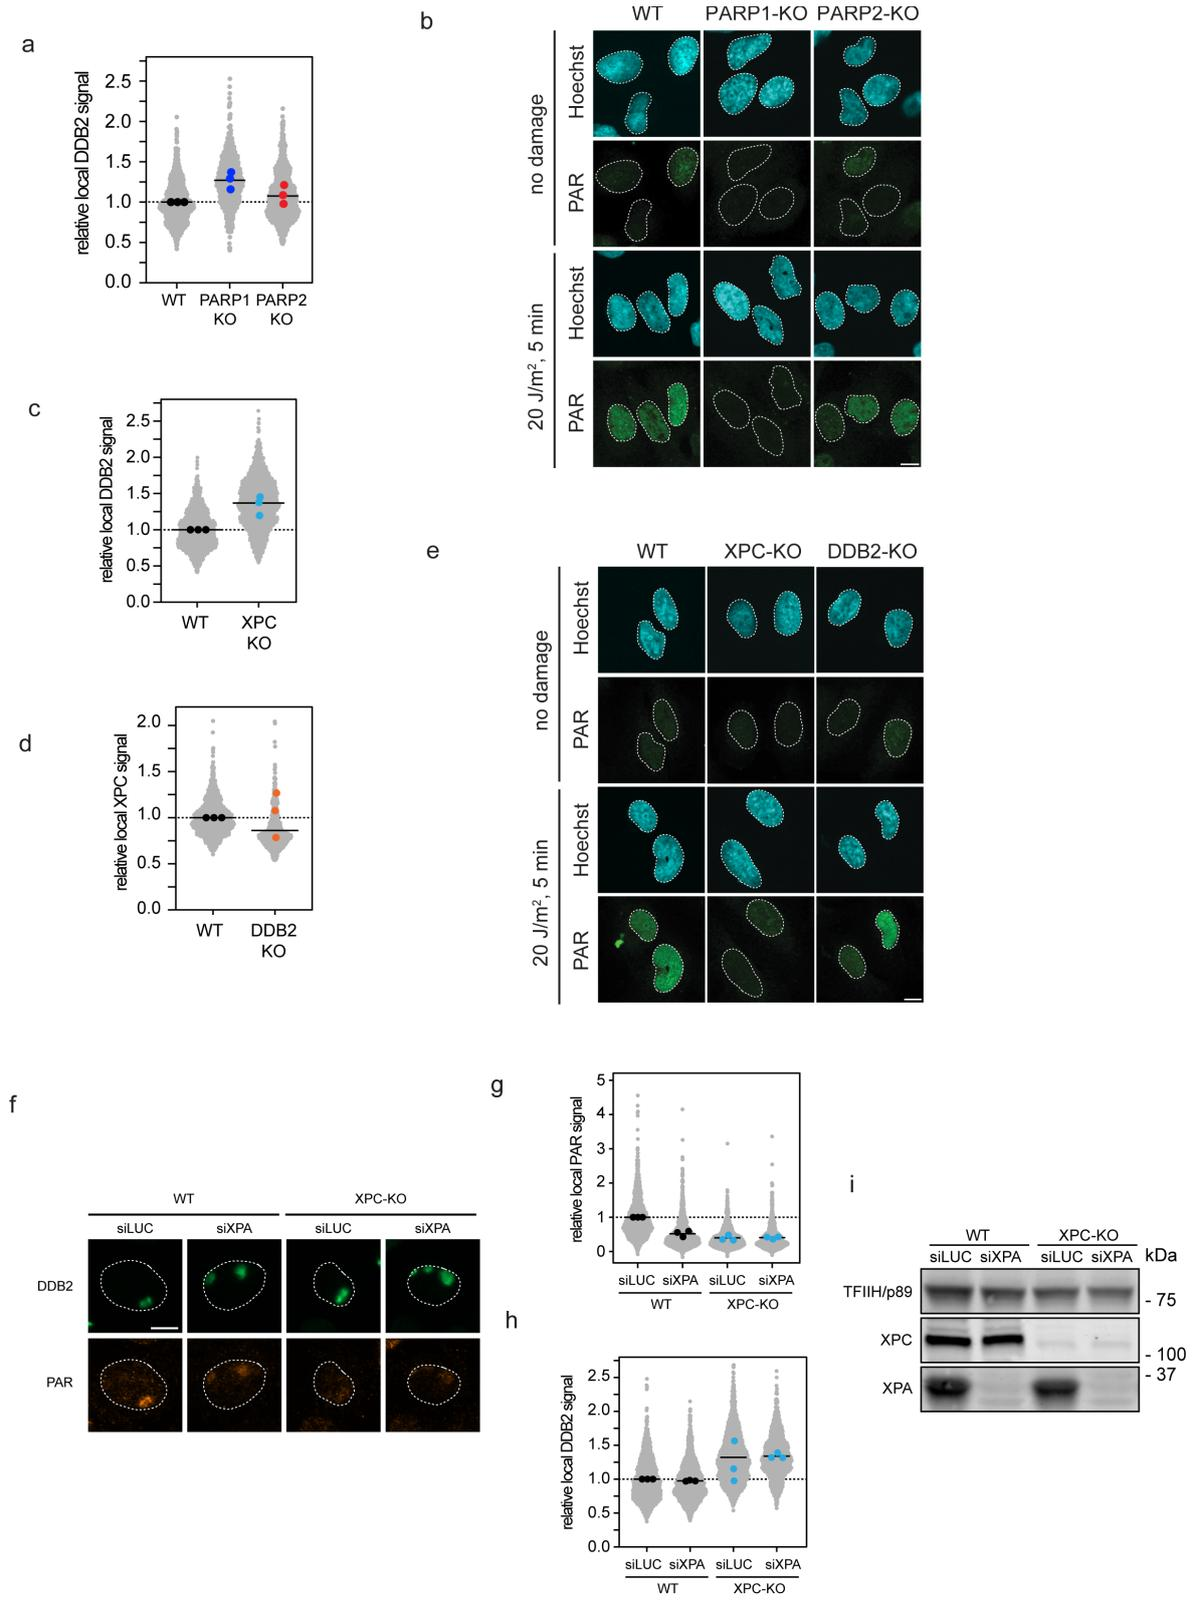 a
relative local DDB2 signal
2.5
2.0
1.5
1.0
0.5
0.0
WT PARP1 PARP2
KO KO
b
WT PARP1-KO PARP2-KO
no damage
Hoechst
PAR
20 J/m², 5 min
Hoechst
PAR
c
relative local DDB2 signal
2.5
2.0
1.5
1.0
0.5
0.0
WT XPC
KO
d
relative local XPC signal
2.0
1.5
1.0
0.5
0.0
WT DDB2
KO
e
WT XPC-KO DDB2-KO
no damage
Hoechst
PAR
20 J/m², 5 min
Hoechst
PAR
f
WT XPC-KO
siLUC siXPA siLUC siXPA
DDB2
PAR
g
relative local PAR signal
5
4
3
2
1
0
siLUC siXPA siLUC siXPA
WT XPC-KO
h
relative local DDB2 signal
2.5
2.0
1.5
1.0
0.5
0.0
siLUC siXPA siLUC siXPA
WT XPC-KO
i
WT XPC-KO
siLUC siXPA siLUC siXPA kDa
TFIIH/p89
- 75
XPC
- 100
- 37
XPA